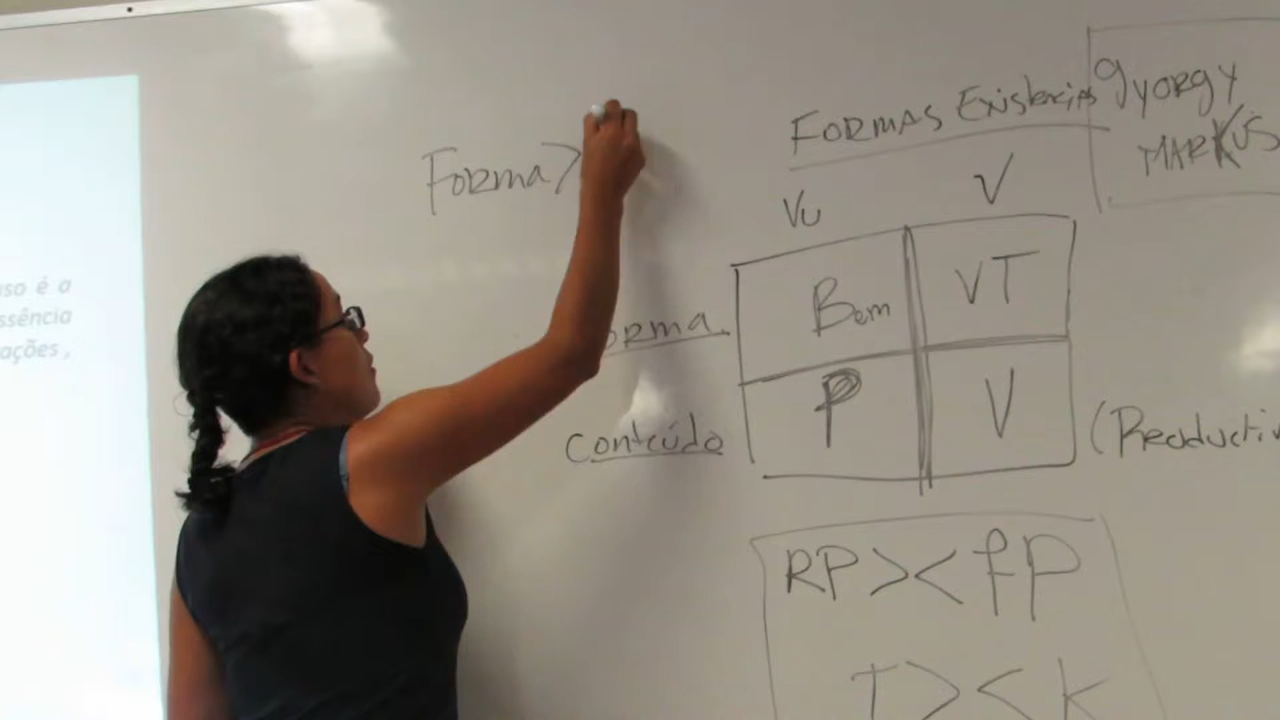 uso é a
ssência
ações ,
Forma >
FORMAS Existências
GYORGY
MARKUS
Vu V
orma Bem VT
Conteúdo P V
RP >< fp
T >< K